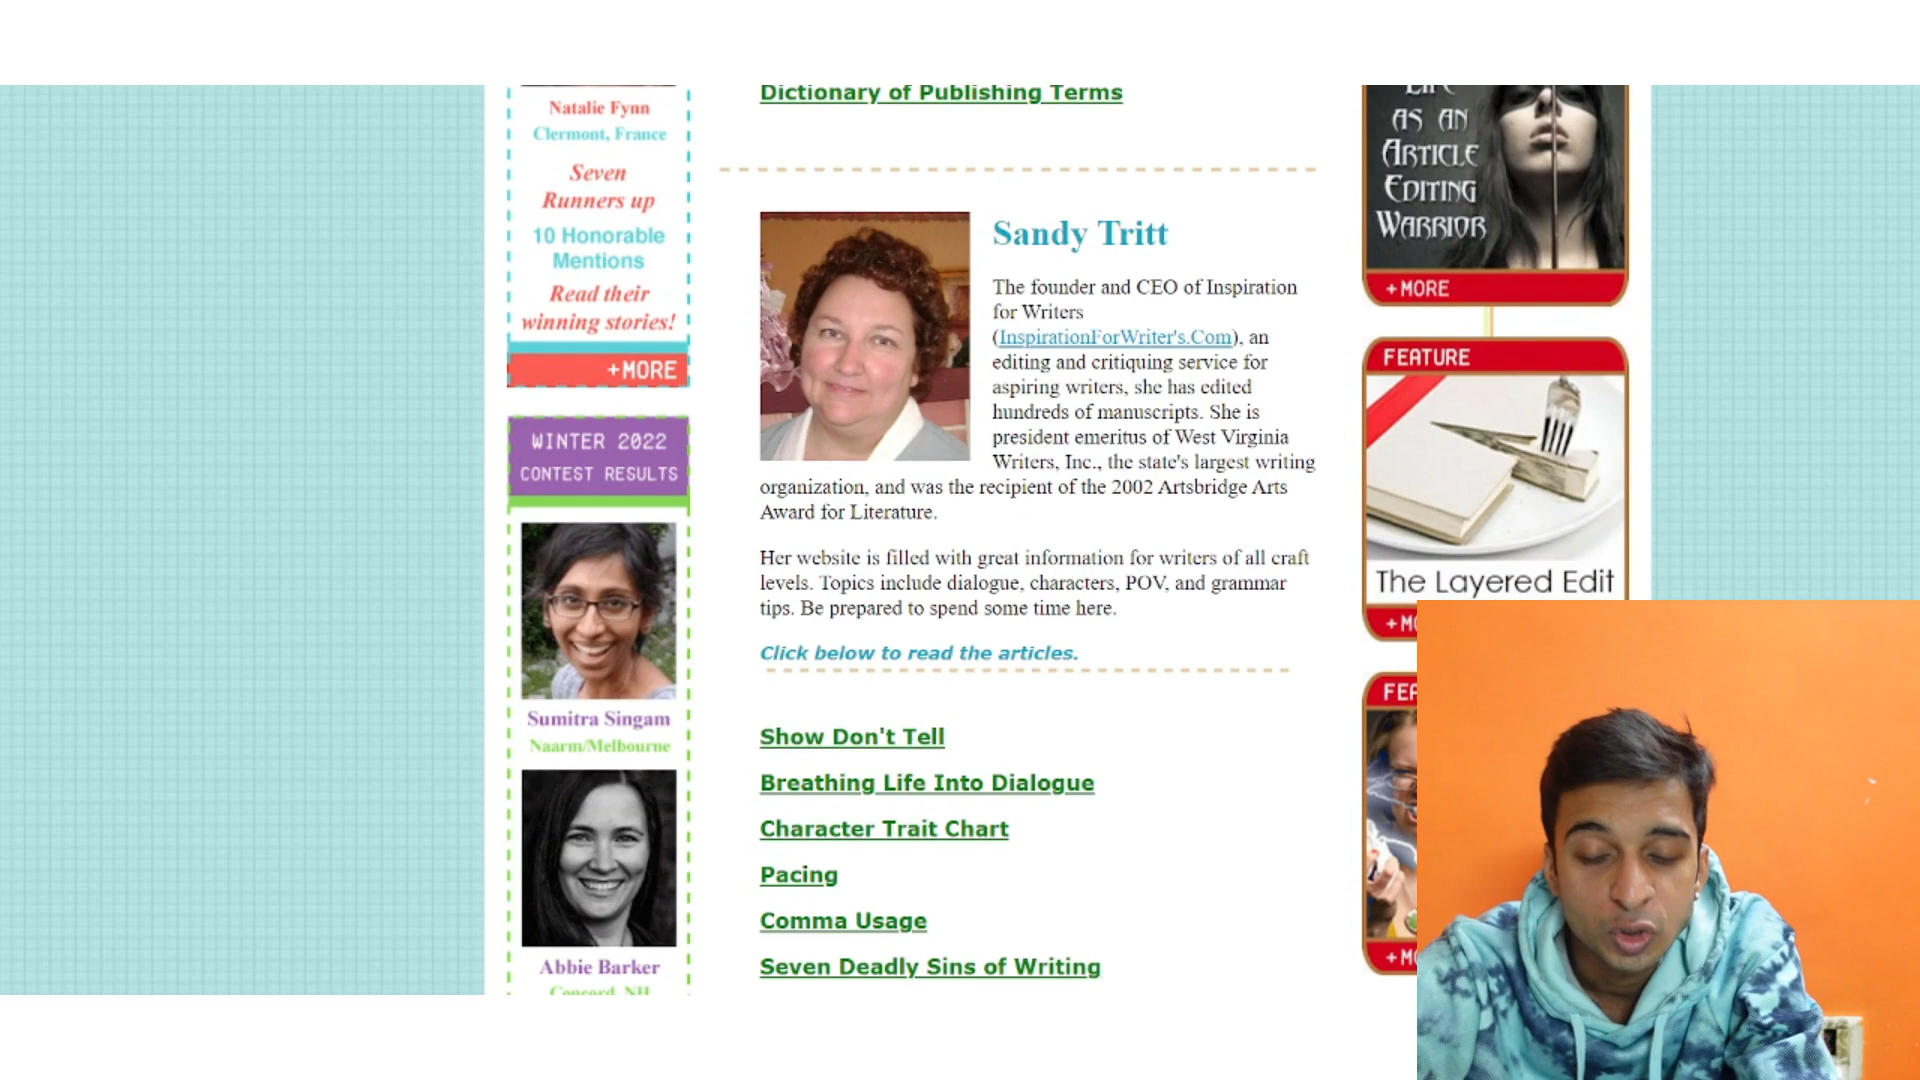 Natalie Fynn
Clermont, France
Seven
Runners up
10 Honorable
Mentions
Read their
winning stories!
+MORE
WINTER 2022
CONTEST RESULTS
Sumitra Singam
Naarm/Melbourne
Abbie Barker
Concord, NH
Dictionary of Publishing Terms
Sandy Tritt
The founder and CEO of Inspiration
for Writers
(InspirationForWriter's.Com), an
editing and critiquing service for
aspiring writers, she has edited
hundreds of manuscripts. She is
president emeritus of West Virginia
Writers, Inc., the state's largest writing
organization, and was the recipient of the 2002 Artsbridge Arts
Award for Literature.
Her website is filled with great information for writers of all craft
levels. Topics include dialogue, characters, POV, and grammar
tips. Be prepared to spend some time here.
Click below to read the articles.
Show Don't Tell
Breathing Life Into Dialogue
Character Trait Chart
Pacing
Comma Usage
Seven Deadly Sins of Writing
Life
as an
Article
Editing
Warrior
+MORE
FEATURE
The Layered Edit
+MO
FEA
+MO